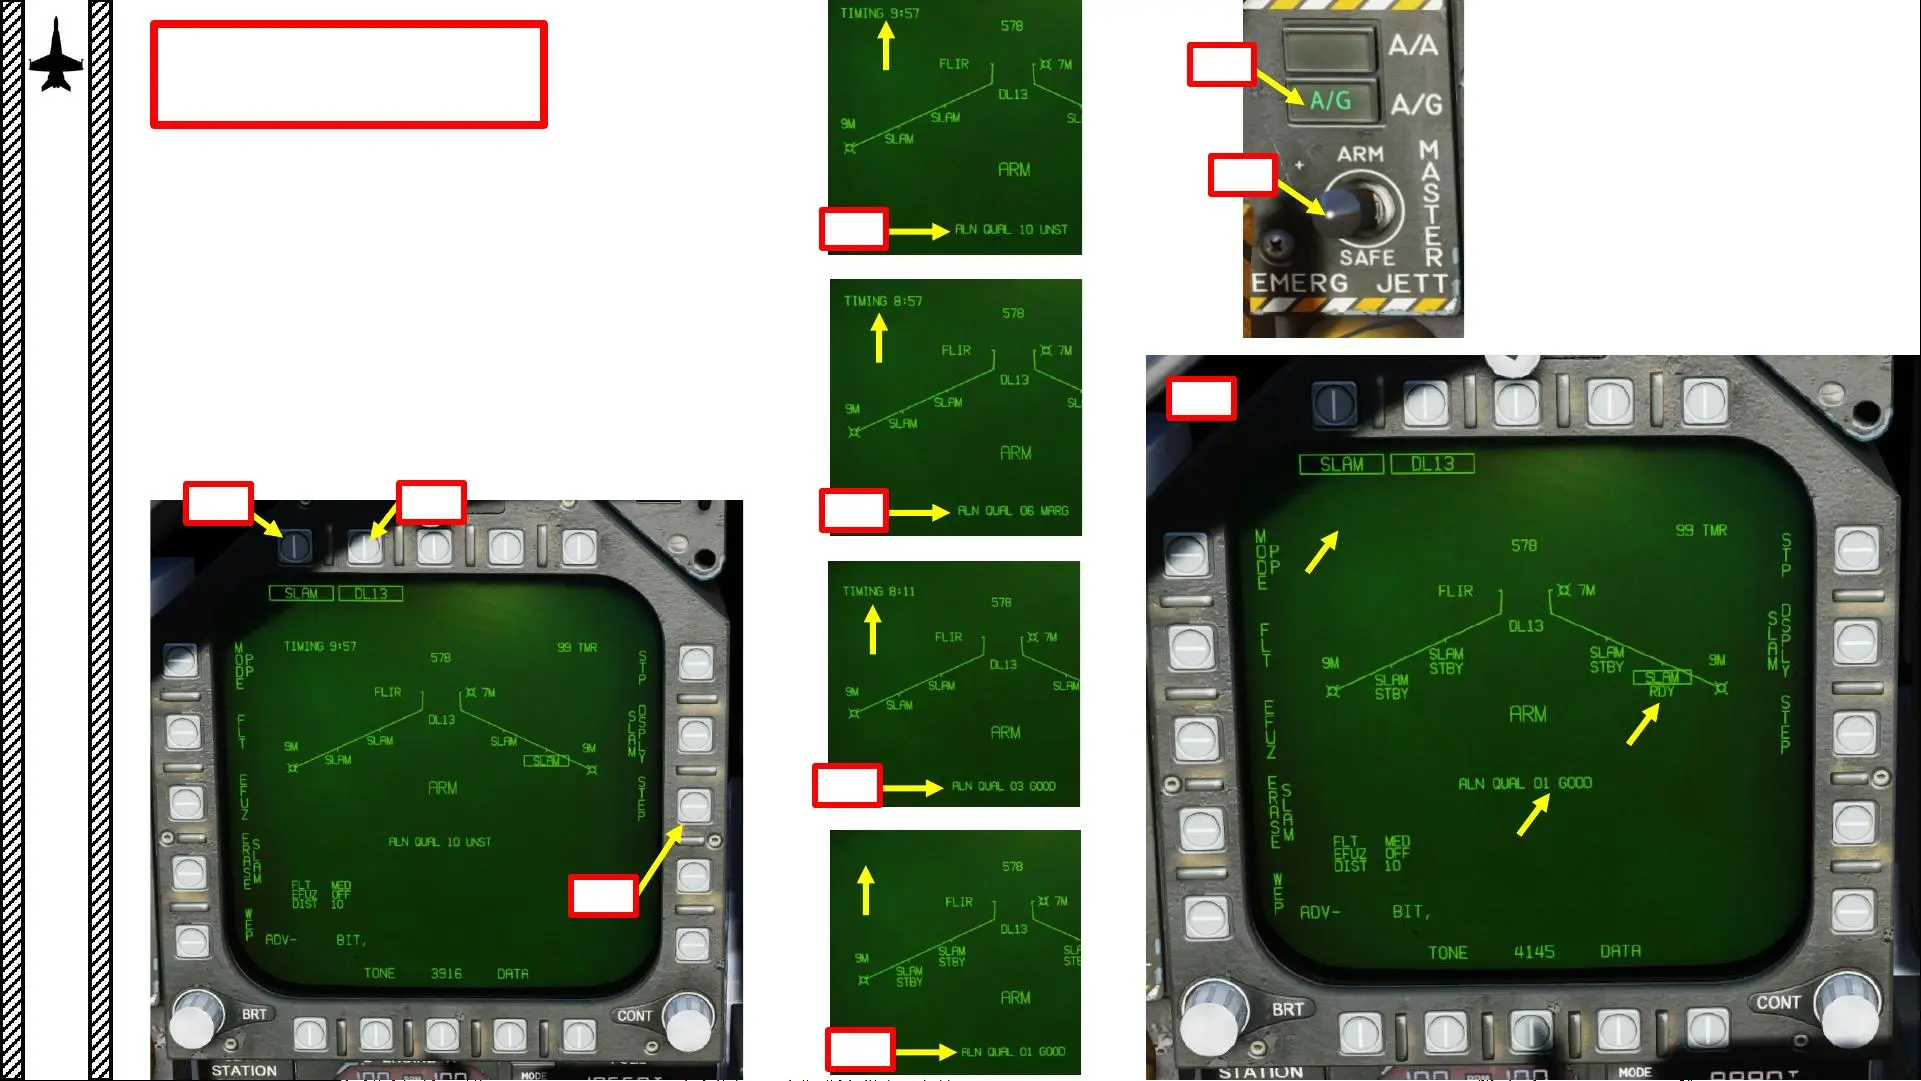 TIMING 9:57
578
FLIR
7M
DL13
9M
SLAM
SLAM
SL
ARM
ALN QUAL 10 UNST
TIMING 8:57
578
FLIR
7M
DL13
9M
SLAM
SLAM
SL
ARM
ALN QUAL 06 MARG
TIMING 8:11
578
FLIR
7M
DL13
9M
SLAM
SLAM
SLAM
ARM
ALN QUAL 03 GOOD
578
FLIR
7M
DL13
9M
SLAM
STBY
SLAM
STBY
SLA
STB
ARM
ALN QUAL 01 GOOD
A/A
A/G
A/G
ARM
MASTER
SAFE
EMERG JETT
SLAM DL13
MODE
PP
TIMING 9:57
578
99 TMR
STP
FLIR
7M
DL13
FLT
DSPLY
SLAM
9M
SLAM
SLAM
SLAM
SLAM
9M
EFUZ
ARM
STEP
ERASE
SLAM
ALN QUAL 10 UNST
FLT MED
EFUZ OFF
DIST 10
WEP
ADV- BIT,
TONE 3916 DATA
BRT
CONT
STATION
MODE
SLAM DL13
MODE
PP
578
99 TMR
STP
FLIR
7M
DL13
FLT
DSPLY
SLAM
9M
SLAM
STBY
SLAM
STBY
SLAM
STBY
SLAM
RDY
9M
EFUZ
ARM
STEP
ERASE
SLAM
ALN QUAL 01 GOOD
FLT MED
EFUZ OFF
DIST 10
WEP
ADV- BIT,
TONE 4145 DATA
BRT
CONT
STATION
MODE